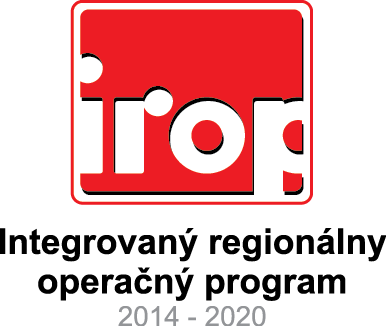 irop
Integrovaný regionálny
operačný program
2014 - 2020